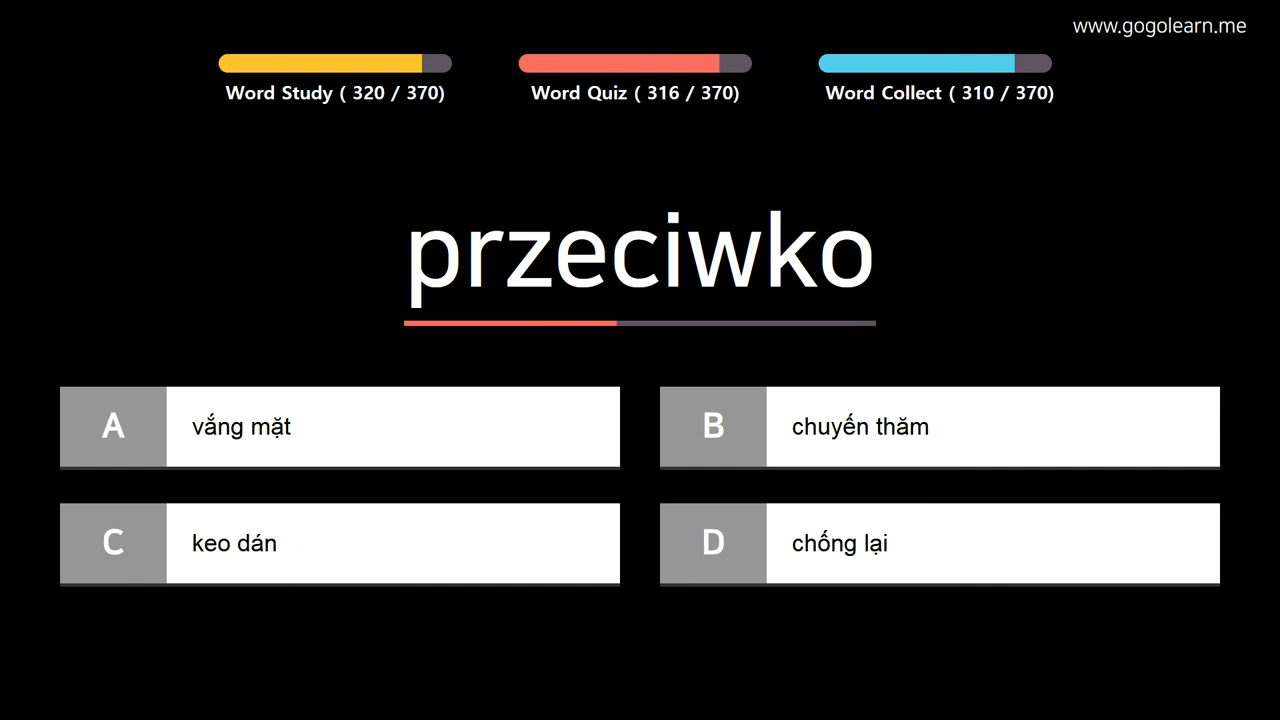 www.gogolearn.me
Word Study ( 320 / 370)
Word Quiz ( 316 / 370)
Word Collect ( 310 / 370)
przeciwko
A vắng mặt
B chuyến thăm
C keo dán
D chống lại